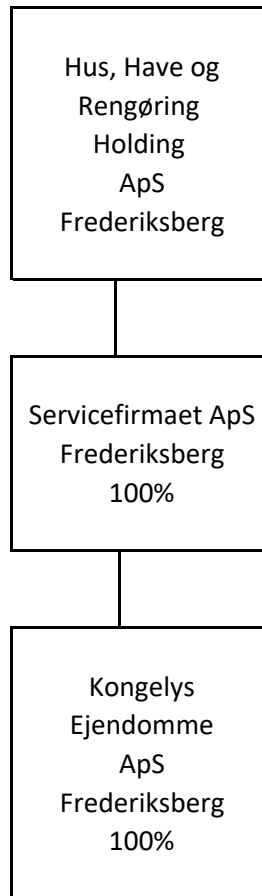 Hus, Have og
Rengøring
Holding
ApS
Frederiksberg
Servicefirmaet ApS
Frederiksberg
100%
Kongelys
Ejendomme
ApS
Frederiksberg
100%